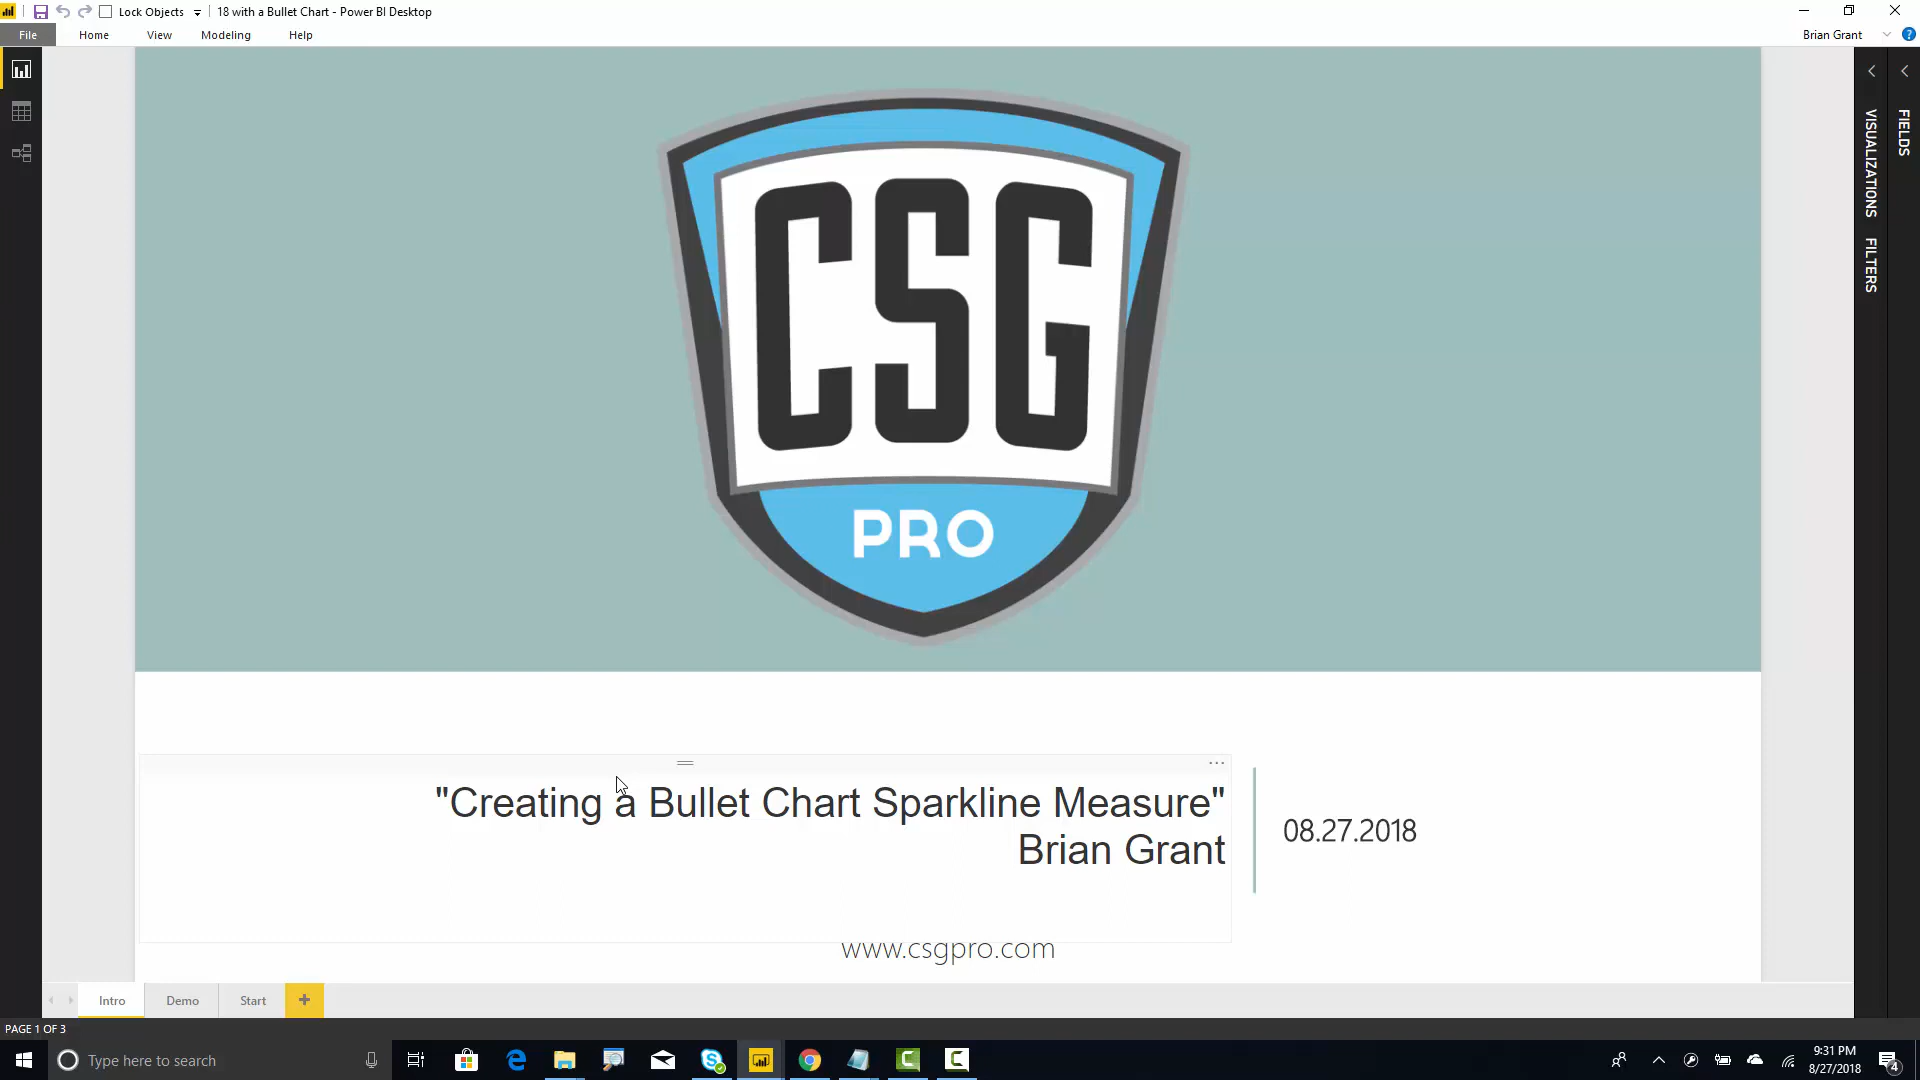 Lock Objects
18 with a Bullet Chart - Power BI Desktop
File Home View Modeling Help
Brian Grant
?
VISUALIZATIONS
FILTERS
FIELDS
CSG
PRO
"Creating a Bullet Chart Sparkline Measure"
Brian Grant
08.27.2018
www.csgpro.com
Intro Demo Start +
PAGE 1 OF 3
Type here to search
9:31 PM
8/27/2018
4